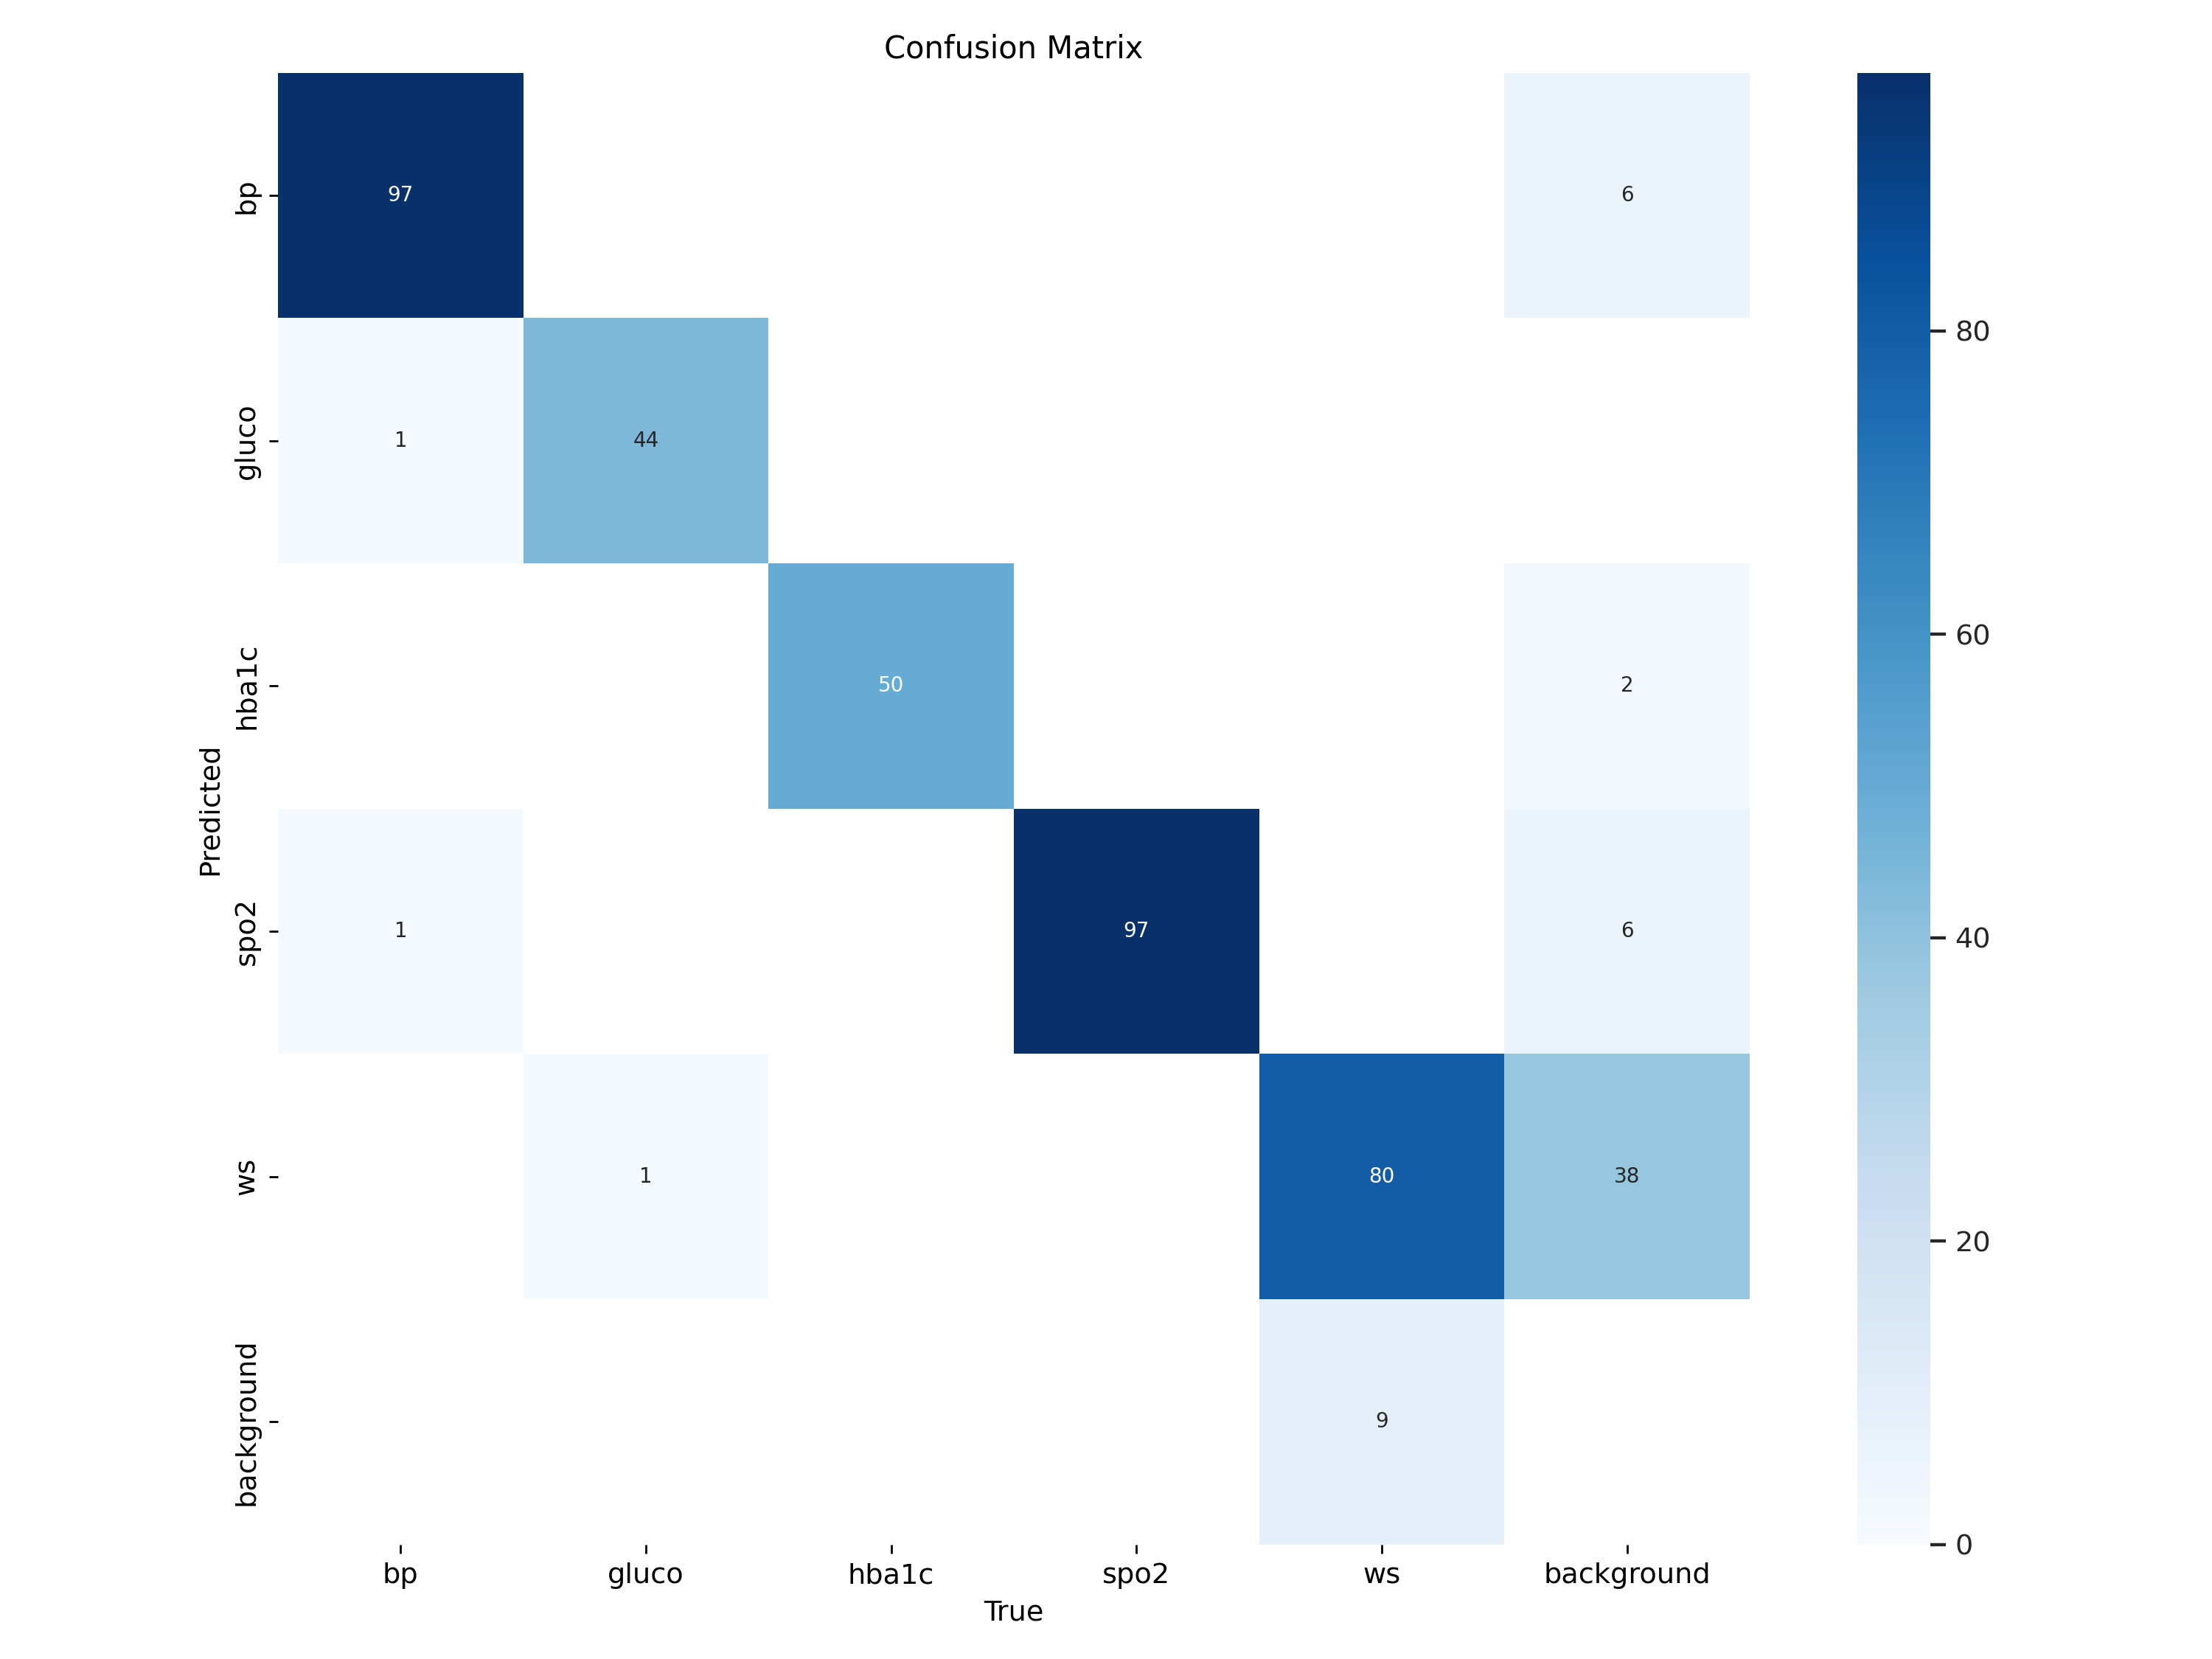 Confusion Matrix
bp 97 6
gluco 1 44
hba1c 50 2
spo2 1 97 6
ws 1 80 38
background 9
bp gluco hba1c spo2 ws background
True
Predicted
80
60
40
20
0